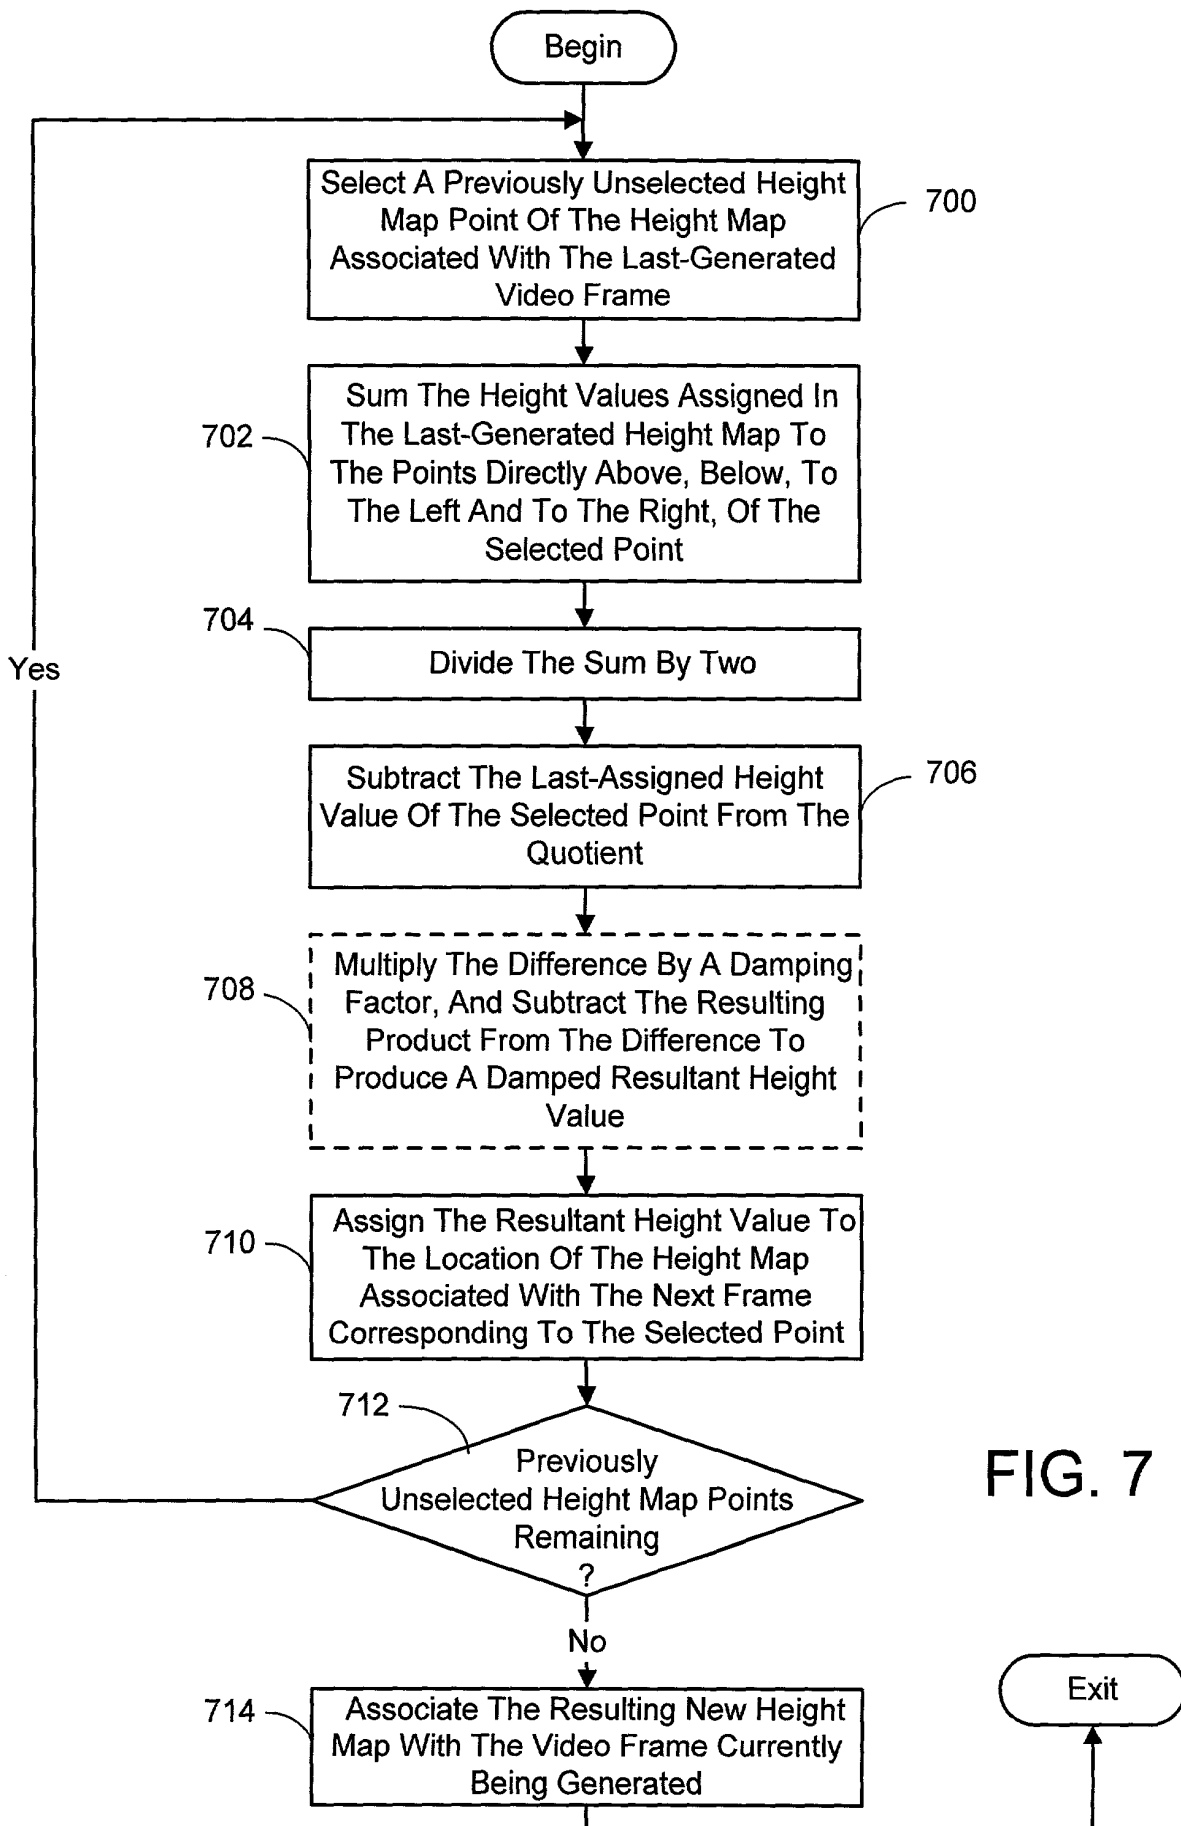 Begin
Select A Previously Unselected Height
Map Point Of The Height Map
Associated With The Last-Generated
Video Frame
700
Sum The Height Values Assigned In
The Last-Generated Height Map To
The Points Directly Above, Below, To
The Left And To The Right, Of The
Selected Point
702
704
Divide The Sum By Two
Yes
Subtract The Last-Assigned Height
Value Of The Selected Point From The
Quotient
706
Multiply The Difference By A Damping
Factor, And Subtract The Resulting
Product From The Difference To
Produce A Damped Resultant Height
Value
708
Assign The Resultant Height Value To
The Location Of The Height Map
Associated With The Next Frame
Corresponding To The Selected Point
710
712
Previously
Unselected Height Map Points
Remaining
?
FIG. 7
No
Exit
714
Associate The Resulting New Height
Map With The Video Frame Currently
Being Generated